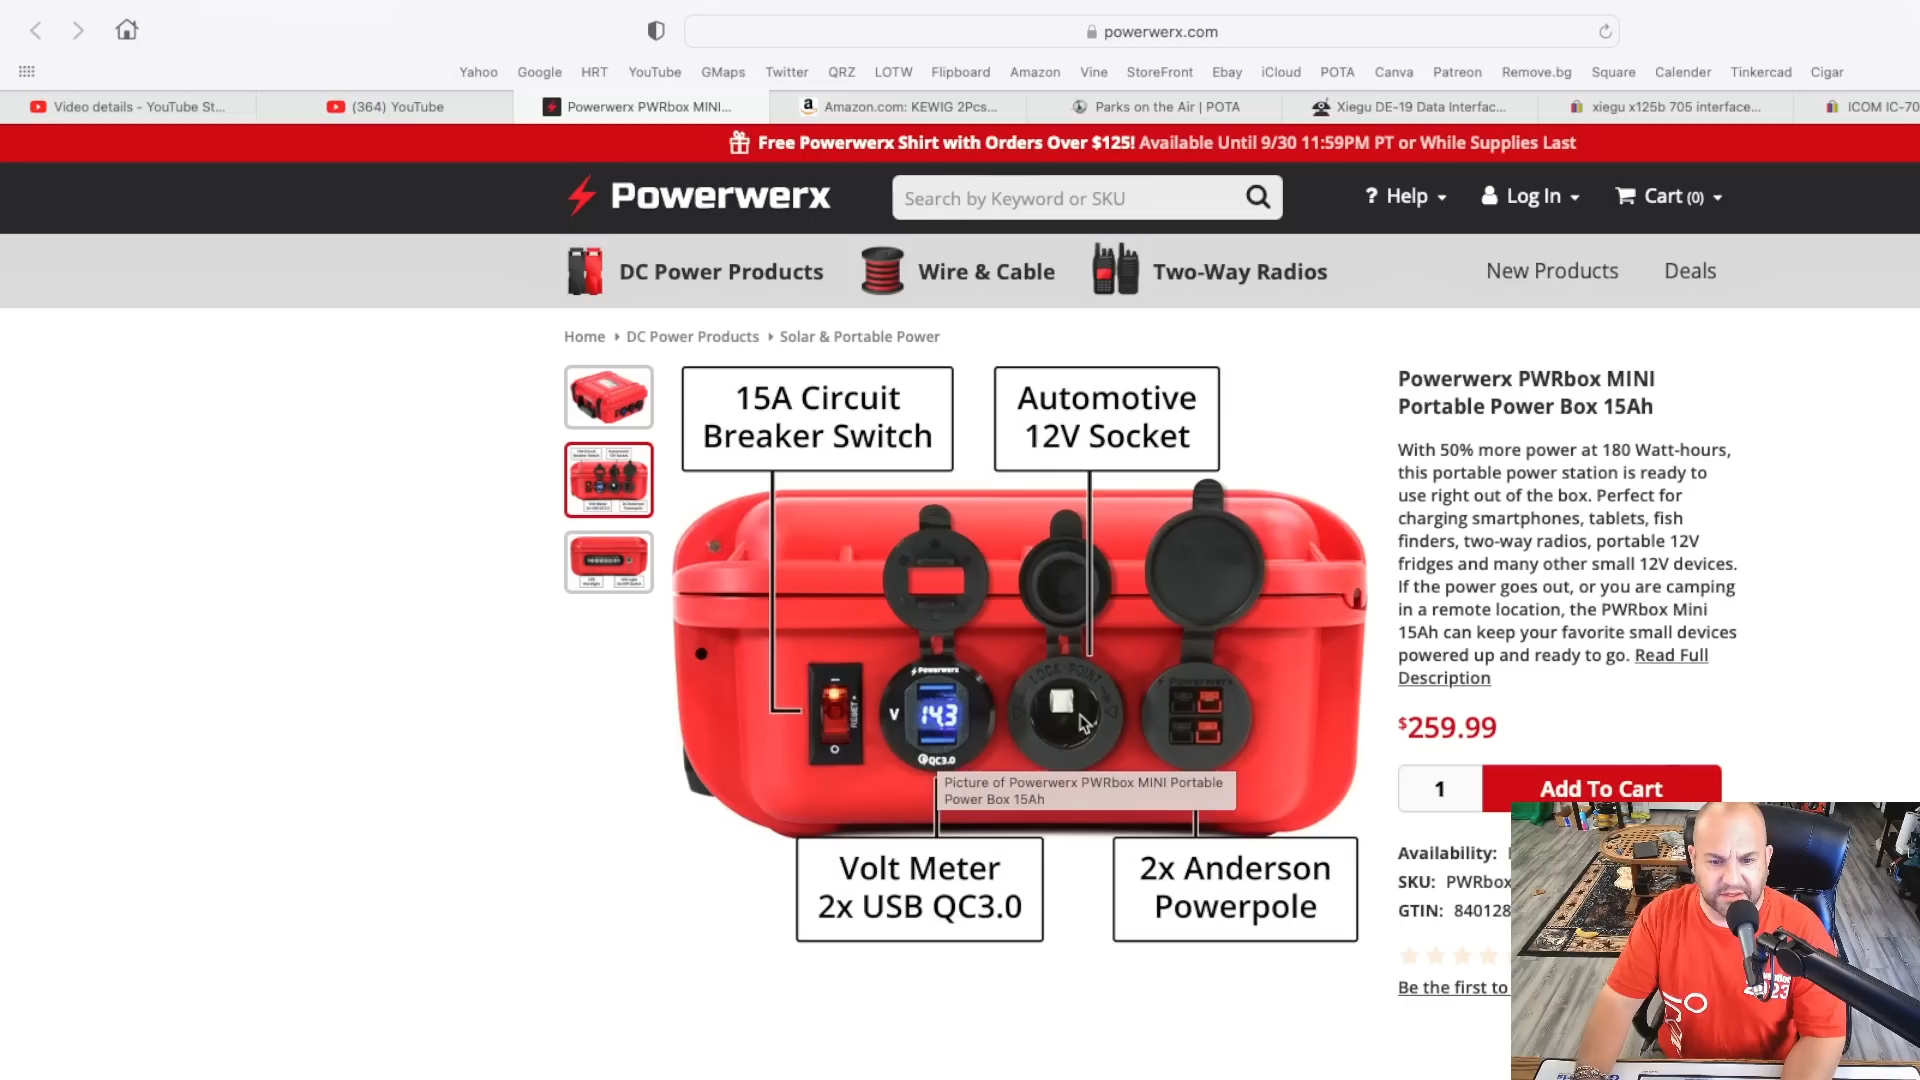 powerwerx.com
Yahoo Google HRT YouTube GMaps Twitter QRZ LOTW Flipboard Amazon Vine StoreFront Ebay iCloud POTA Canva Patreon Remove.bg Square Calender Tinkercad Cigar
Video details - YouTube St...
(364) YouTube
Powerwerx PWRbox MINI...
Amazon.com: KEWIG 2Pcs...
Parks on the Air | POTA
Xiegu DE-19 Data Interfac...
xiegu x125b 705 interface...
ICOM IC-70
Free Powerwerx Shirt with Orders Over $125! Available Until 9/30 11:59PM PT or While Supplies Last
Powerwerx
Search by Keyword or SKU
? Help
Log In
Cart (0)
DC Power Products
Wire & Cable
Two-Way Radios
New Products
Deals
Home
DC Power Products
Solar & Portable Power
15A Circuit
Breaker Switch
Automotive
12V Socket
LOCK POINT
Powerwerx
Powerwerx
RESET
V
14.3
QC3.0
Picture of Powerwerx PWRbox MINI Portable
Power Box 15Ah
Volt Meter
2x USB QC3.0
2x Anderson
Powerpole
Powerwerx PWRbox MINI
Portable Power Box 15Ah
With 50% more power at 180 Watt-hours,
this portable power station is ready to
use right out of the box. Perfect for
charging smartphones, tablets, fish
finders, two-way radios, portable 12V
fridges and many other small 12V devices.
If the power goes out, or you are camping
in a remote location, the PWRbox Mini
15Ah can keep your favorite small devices
powered up and ready to go. Read Full
Description
$259.99
1
Add To Cart
Availability:
SKU: PWRbox
GTIN: 840128
Be the first to